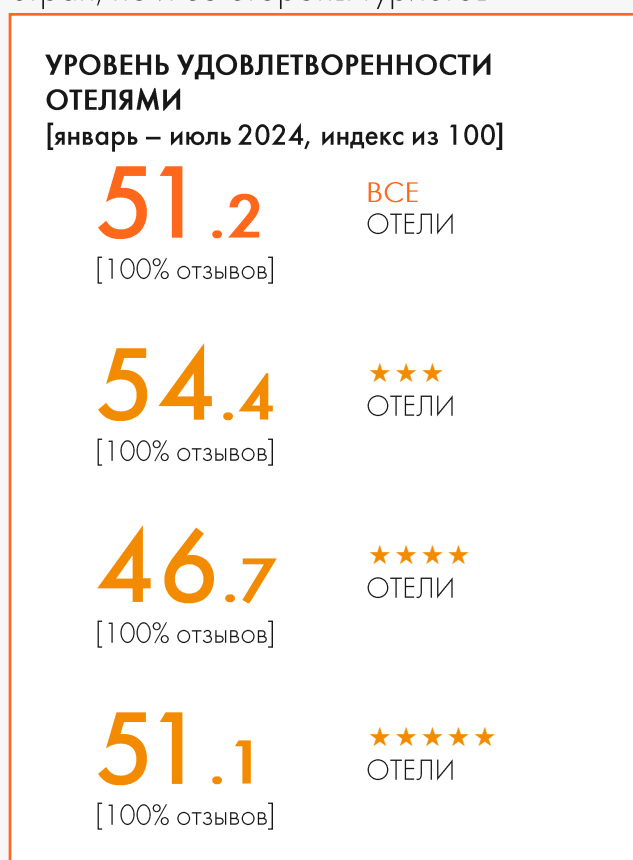 УРОВЕНЬ УДОВЛЕТВОРЕННОСТИ
ОТЕЛЯМИ
[январь – июль 2024, индекс из 100]
51.2
ВСЕ
ОТЕЛИ
[100% отзывов]
54.4
★★★
ОТЕЛИ
[100% отзывов]
46.7
★★★★
ОТЕЛИ
[100% отзывов]
51.1
★★★★★
ОТЕЛИ
[100% отзывов]